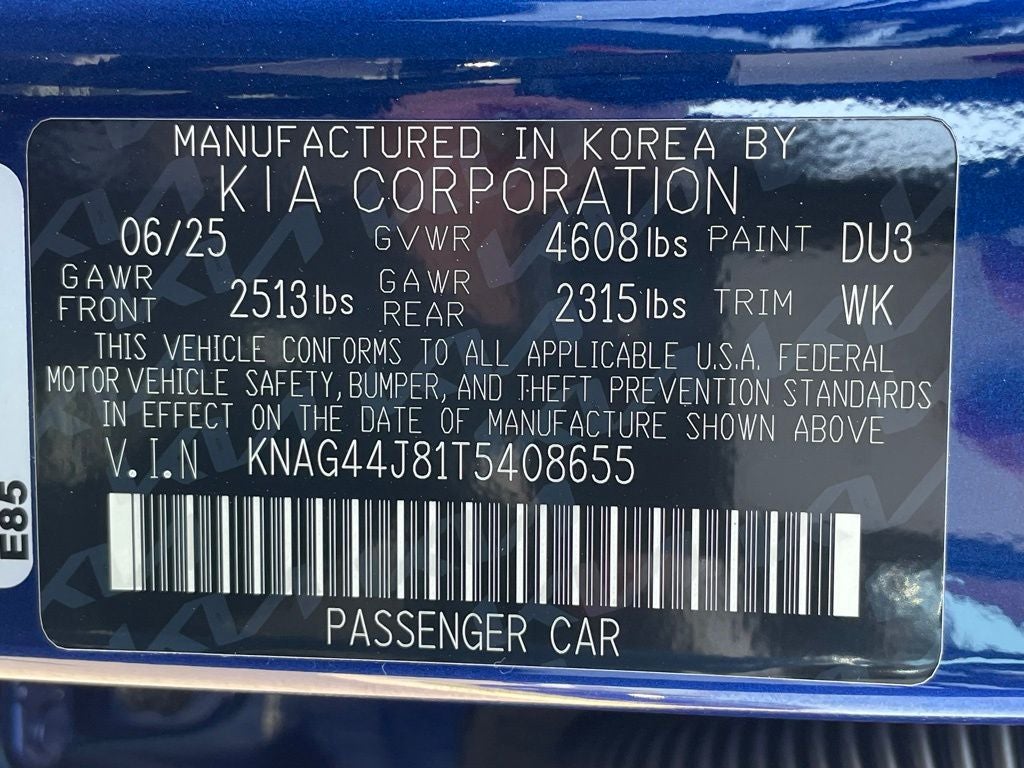 MANUFACTURED IN KOREA BY
KIA CORPORATION
06/25 GVWR 4608 lbs PAINT DU3
GAWR FRONT 2513 lbs GAWR REAR 2315 lbs TRIM WK
THIS VEHICLE CONFORMS TO ALL APPLICABLE U.S.A. FEDERAL
MOTOR VEHICLE SAFETY, BUMPER, AND THEFT PREVENTION STANDARDS
IN EFFECT ON THE DATE OF MANUFACTURE SHOWN ABOVE
V.I.N KNAG44J81T5408655
PASSENGER CAR
E85